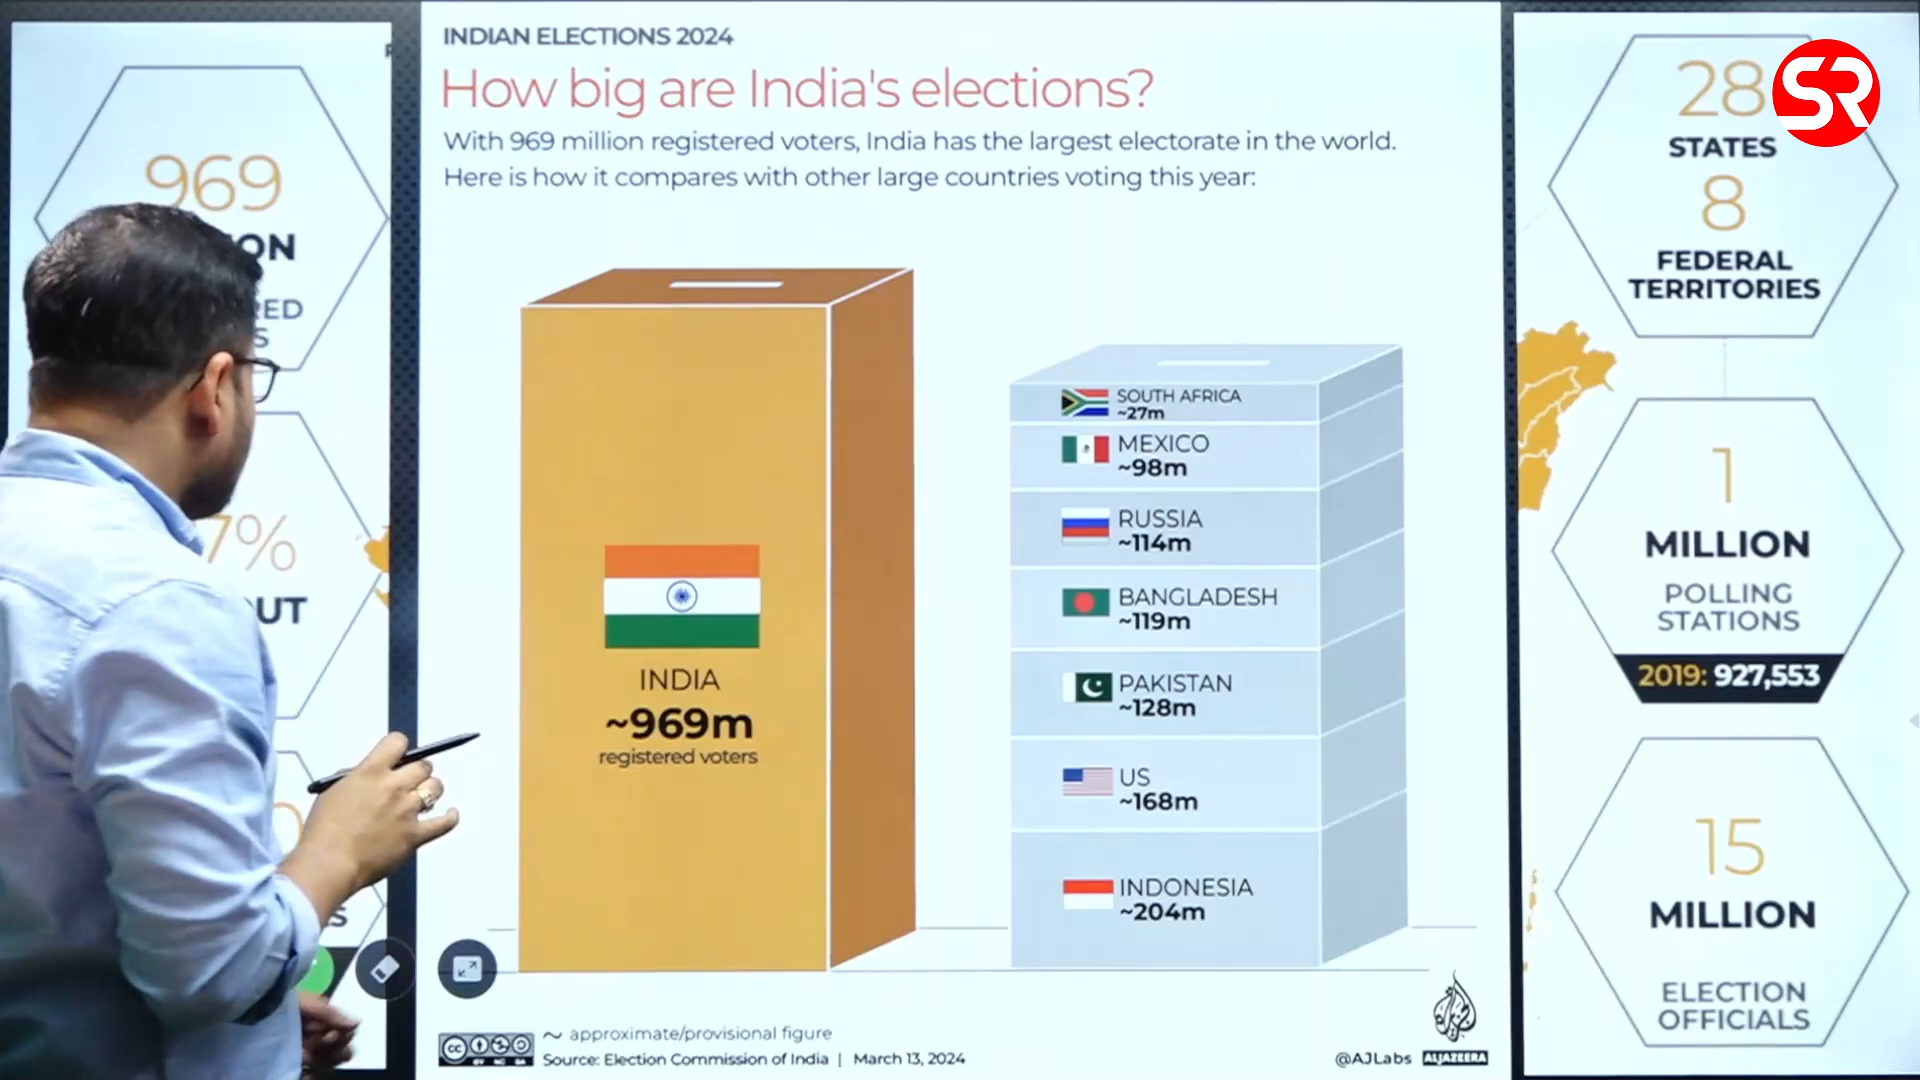 INDIAN ELECTIONS 2024
How big are India's elections?
With 969 million registered voters, India has the largest electorate in the world.
Here is how it compares with other large countries voting this year:
969
7%
INDIA
~969m
registered voters
SOUTH AFRICA
~27m
MEXICO
~98m
RUSSIA
~114m
BANGLADESH
~119m
PAKISTAN
~128m
US
~168m
INDONESIA
~204m
~ approximate/provisional figure
Source: Election Commission of India | March 13, 2024
@AJLabs ALJAZEERA
cc
28
STATES
8
FEDERAL
TERRITORIES
1
MILLION
POLLING
STATIONS
2019: 927,553
15
MILLION
ELECTION
OFFICIALS
SR